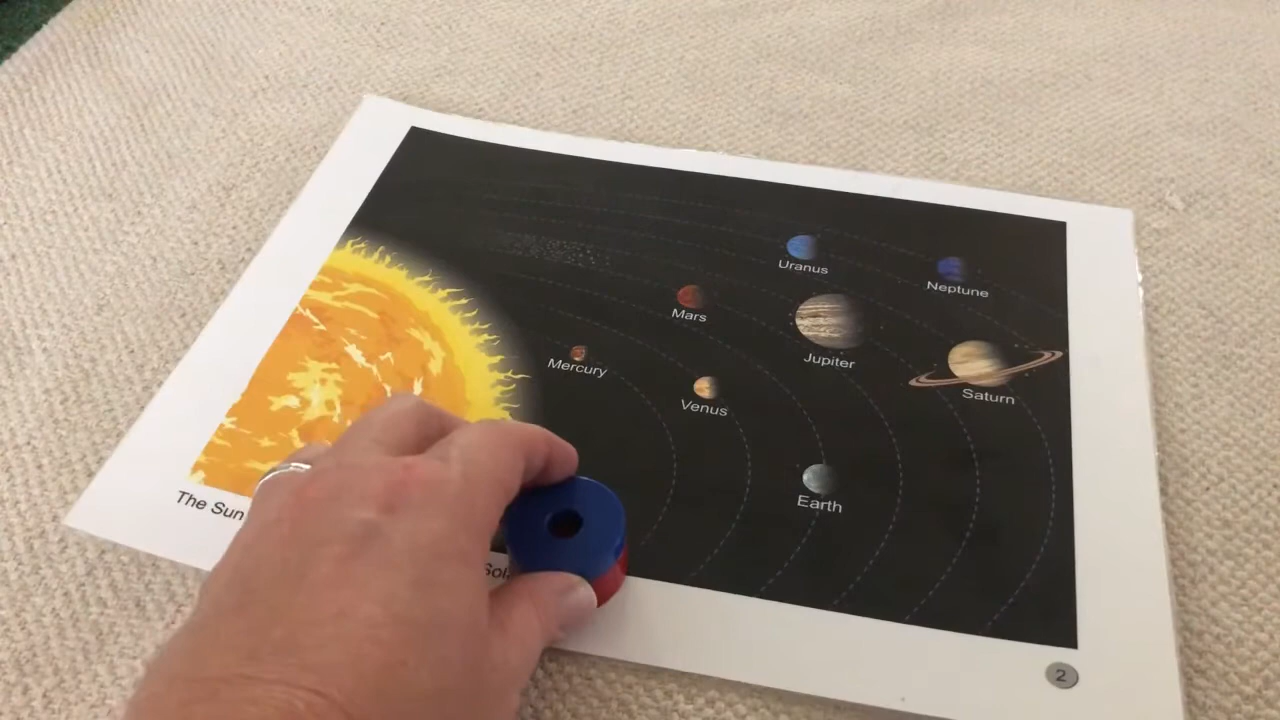 Uranus
Neptune
Mars
Jupiter
Mercury
Saturn
Venus
Earth
The Sun
2